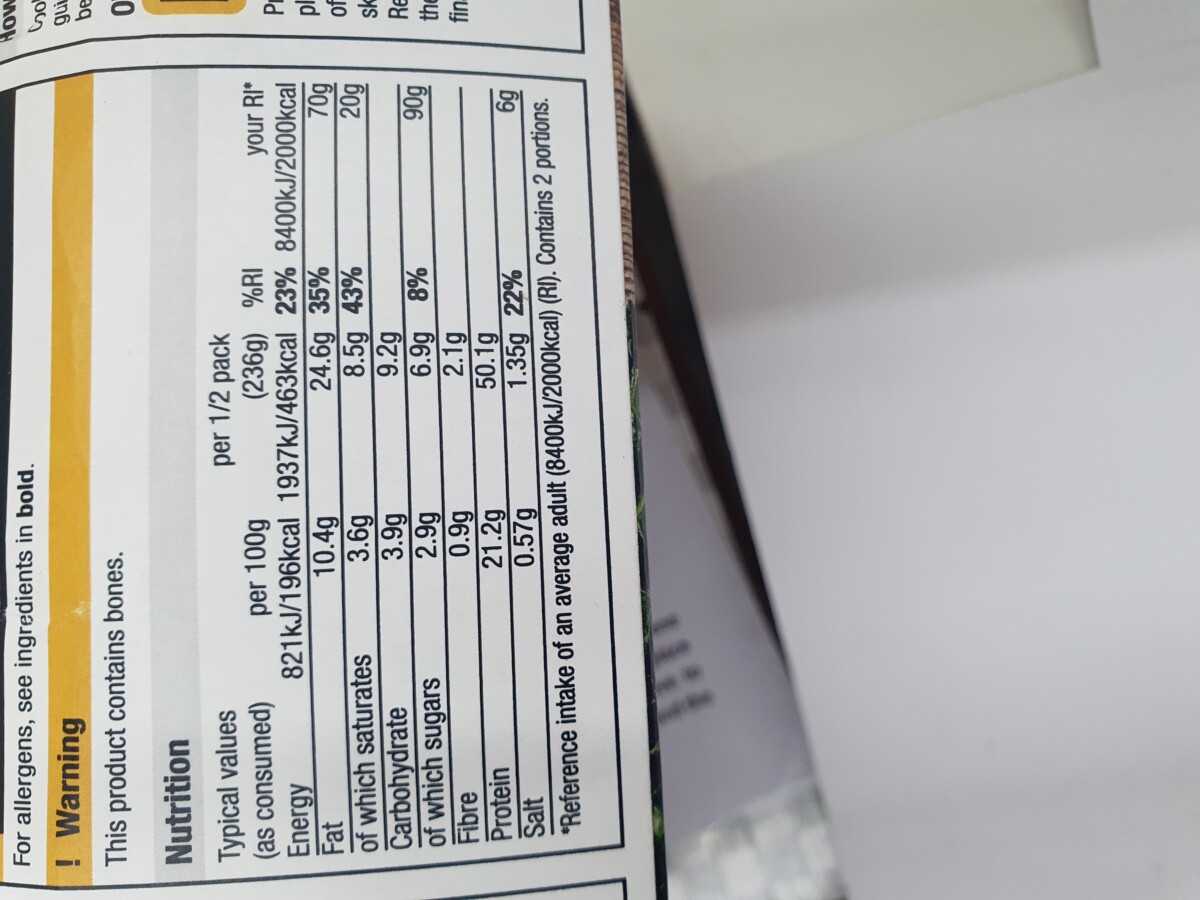 For allergens, see ingredients in bold.
! Warning
This product contains bones.
Nutrition
Typical values per 100g per 1/2 pack
(as consumed) (236g) %RI your RI*
Energy 821kJ/196kcal 1937kJ/463kcal 23% 8400kJ/2000kcal
Fat 10.4g 24.6g 35% 70g
of which saturates 3.6g 8.5g 43% 20g
Carbohydrate 3.9g 9.2g
of which sugars 2.9g 6.9g 8% 90g
Fibre 0.9g 2.1g
Protein 21.2g 50.1g
Salt 0.57g 1.35g 22% 6g
*Reference intake of an average adult (8400kJ/2000kcal) (RI). Contains 2 portions.